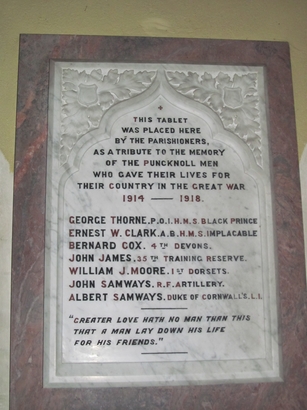 THIS TABLET
WAS PLACED HERE
BY THE PARISHIONERS,
AS A TRIBUTE TO THE MEMORY
OF THE PUNCKNOLL MEN
WHO GAVE THEIR LIVES FOR
THEIR COUNTRY IN THE GREAT WAR
1914 — 1918.
GEORGE THORNE, P.O.I. H.M.S. BLACK PRINCE
ERNEST W. CLARK, A.B. H.M.S. IMPLACABLE
BERNARD COX. 4TH DEVONS.
JOHN JAMES, 35TH TRAINING RESERVE.
WILLIAM J. MOORE. 1ST DORSETS.
JOHN SAMWAYS, R.F. ARTILLERY.
ALBERT SAMWAYS, DUKE OF CORNWALL'S L.I.
"GREATER LOVE HATH NO MAN THAN THIS
THAT A MAN LAY DOWN HIS LIFE
FOR HIS FRIENDS."